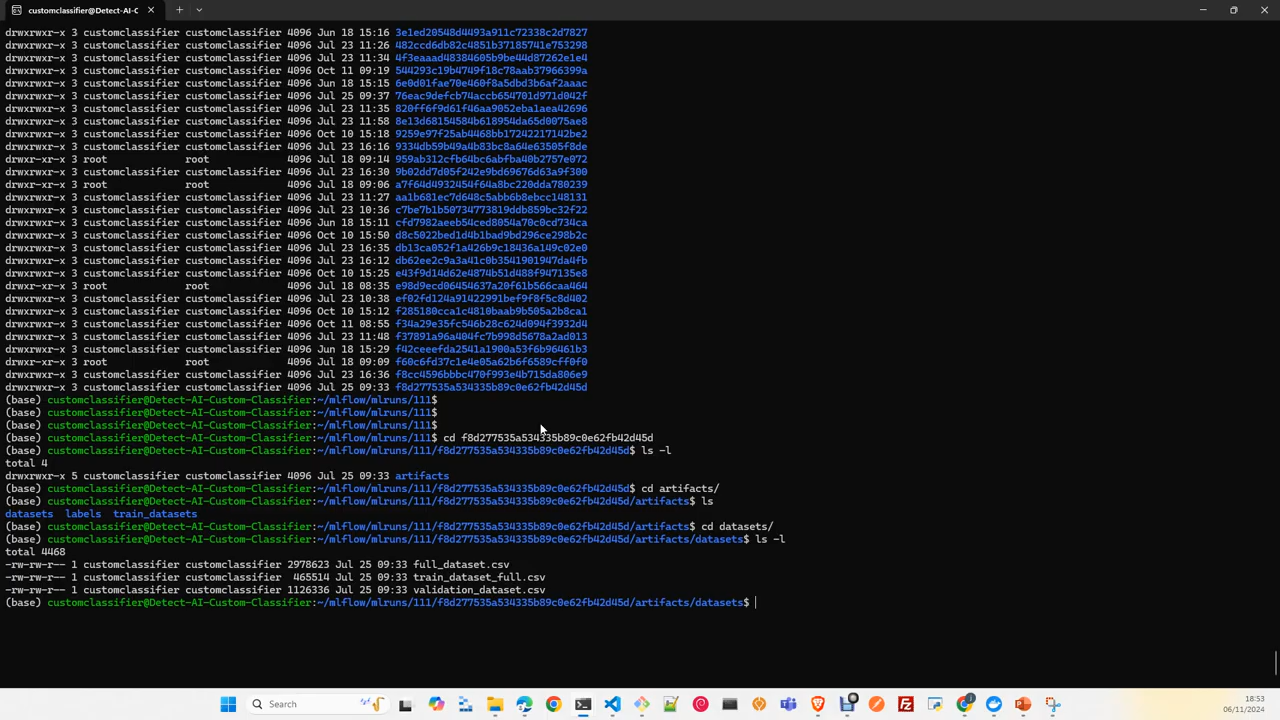 customclassifier@Detect-AI-C
drwxrwxr-x 3 customclassifier customclassifier 4096 Jun 18 15:16 3e1ed20548d4493a911c72338c2d7827
drwxrwxr-x 3 customclassifier customclassifier 4096 Jul 23 11:34 482ccd6db82c4851b37185741e753298
drwxrwxr-x 3 customclassifier customclassifier 4096 Jul 23 11:34 4f3eaaad48384605b9be44d87262e1e4
drwxrwxr-x 3 customclassifier customclassifier 4096 Oct 11 09:19 544293c19b4749f18c78aab37966399a
drwxrwxr-x 3 customclassifier customclassifier 4096 Jun 18 15:15 6e0d01fae70e460f8a5dbd3b6af2aaac
drwxrwxr-x 3 customclassifier customclassifier 4096 Jul 25 09:37 76eac9defcb74accb654701d971d042f
drwxrwxr-x 3 customclassifier customclassifier 4096 Jul 23 11:35 820ff6f9d61f46aa9052eba1aea42696
drwxrwxr-x 3 customclassifier customclassifier 4096 Jul 23 11:58 8e13d68154584b618954da65d0075ae8
drwxrwxr-x 3 customclassifier customclassifier 4096 Oct 10 15:18 9259e97f25ab4468bb17242217142be2
drwxrwxr-x 3 customclassifier customclassifier 4096 Jul 23 16:16 9334db59b49a4b83bc8a64e63505f8de
drwxr-xr-x 3 root root 4096 Jul 18 09:14 959ab312cfb64bc6abfba40b2757e072
drwxrwxr-x 3 customclassifier customclassifier 4096 Jul 23 16:30 9b02dd7d05f242e9bd69676d63a9f300
drwxr-xr-x 3 root root 4096 Jul 18 09:06 a7f64d4932454f64a8bc220dda780239
drwxrwxr-x 3 customclassifier customclassifier 4096 Jul 23 11:27 aa1b681ec7d648c5abb6b8ebcc148131
drwxrwxr-x 3 customclassifier customclassifier 4096 Jul 23 10:36 c7be7b1b50734773819ddb859bc32f22
drwxrwxr-x 3 customclassifier customclassifier 4096 Jun 18 15:11 cfd7982aeeb54ced8054a70c0cd734ca
drwxrwxr-x 3 customclassifier customclassifier 4096 Oct 10 15:50 d8c5022bed1d4b1bad9bd296ce298b2c
drwxrwxr-x 3 customclassifier customclassifier 4096 Jul 23 16:35 db13ca052f1a426b9c18436a149c02e0
drwxrwxr-x 3 customclassifier customclassifier 4096 Jul 23 16:12 db62ee2c9a3a41c0b3541901947da4fb
drwxrwxr-x 3 customclassifier customclassifier 4096 Oct 10 15:25 e43f9d14d62e4874b51d488f947135e8
drwxr-xr-x 3 root root 4096 Jul 18 08:35 e98d9ecd06454637a20f61b566caa464
drwxrwxr-x 3 customclassifier customclassifier 4096 Jul 23 10:38 ef02fd124a91422991bef9f8f5c8d402
drwxrwxr-x 3 customclassifier customclassifier 4096 Oct 10 15:12 f285180cca1c4810baab9b505a2b8ca1
drwxrwxr-x 3 customclassifier customclassifier 4096 Oct 11 08:55 f34a29e35fc546b28c624d094f3932d4
drwxrwxr-x 3 customclassifier customclassifier 4096 Jul 23 11:48 f37891a96a404fc7b998d5678a2ad013
drwxrwxr-x 3 customclassifier customclassifier 4096 Jun 18 15:29 f42ceeefda2541a1900a53f6b96461b3
drwxr-xr-x 3 root root 4096 Jul 18 09:09 f60c6fd37c1e4e05a62b6f6589cff0f0
drwxrwxr-x 3 customclassifier customclassifier 4096 Jul 23 16:36 f8cc4596bbbc470f993e4b715da806e9
drwxrwxr-x 3 customclassifier customclassifier 4096 Jul 25 09:33 f8d277535a534335b89c0e62fb42d45d
(base) customclassifier@Detect-AI-Custom-Classifier:~/mlflow/mlruns/111$
(base) customclassifier@Detect-AI-Custom-Classifier:~/mlflow/mlruns/111$
(base) customclassifier@Detect-AI-Custom-Classifier:~/mlflow/mlruns/111$
(base) customclassifier@Detect-AI-Custom-Classifier:~/mlflow/mlruns/111$ cd f8d277535a534335b89c0e62fb42d45d
(base) customclassifier@Detect-AI-Custom-Classifier:~/mlflow/mlruns/111/f8d277535a534335b89c0e62fb42d45d$ ls -l
total 4
drwxrwxr-x 5 customclassifier customclassifier 4096 Jul 25 09:33 artifacts
(base) customclassifier@Detect-AI-Custom-Classifier:~/mlflow/mlruns/111/f8d277535a534335b89c0e62fb42d45d$ cd artifacts/
(base) customclassifier@Detect-AI-Custom-Classifier:~/mlflow/mlruns/111/f8d277535a534335b89c0e62fb42d45d/artifacts$ ls
datasets labels train_datasets
(base) customclassifier@Detect-AI-Custom-Classifier:~/mlflow/mlruns/111/f8d277535a534335b89c0e62fb42d45d/artifacts$ cd datasets/
(base) customclassifier@Detect-AI-Custom-Classifier:~/mlflow/mlruns/111/f8d277535a534335b89c0e62fb42d45d/artifacts/datasets$ ls -l
total 4468
-rw-rw-r-- 1 customclassifier customclassifier 2978623 Jul 25 09:33 full_dataset.csv
-rw-rw-r-- 1 customclassifier customclassifier 465514 Jul 25 09:33 train_dataset_full.csv
-rw-rw-r-- 1 customclassifier customclassifier 1126336 Jul 25 09:33 validation_dataset.csv
(base) customclassifier@Detect-AI-Custom-Classifier:~/mlflow/mlruns/111/f8d277535a534335b89c0e62fb42d45d/artifacts/datasets$
Search
18:53
06/11/2024